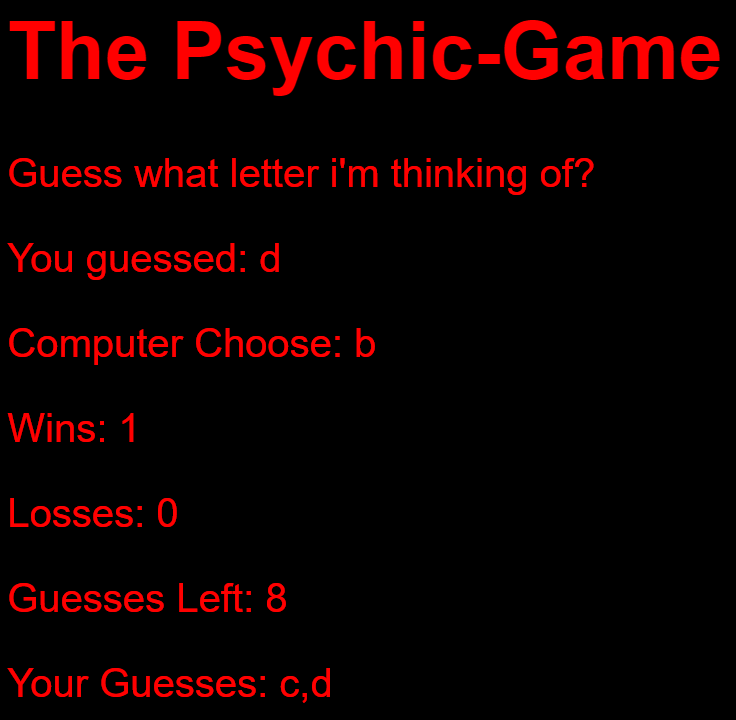 The Psychic-Game
Guess what letter i'm thinking of?
You guessed: d
Computer Choose: b
Wins: 1
Losses: 0
Guesses Left: 8
Your Guesses: c,d